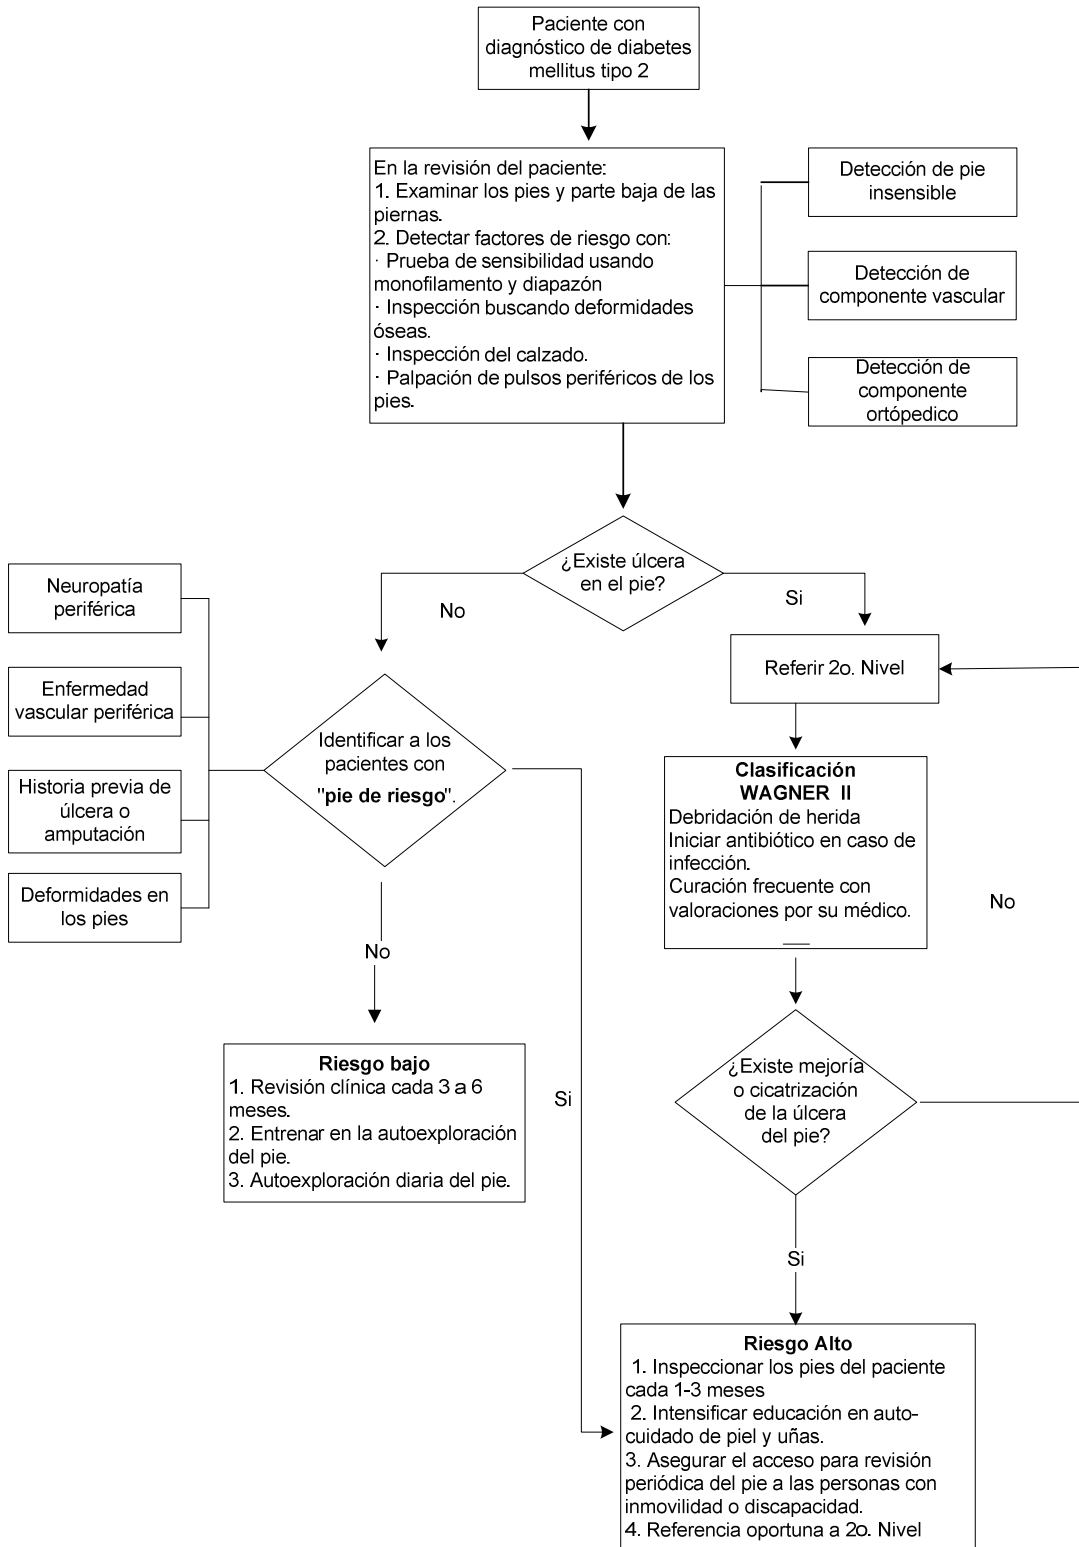 Paciente con
diagnóstico de diabetes
mellitus tipo 2
En la revisión del paciente:
1. Examinar los pies y parte baja de las
piernas.
2. Detectar factores de riesgo con:
· Prueba de sensibilidad usando
monofilamento y diapazón
· Inspección buscando deformidades
óseas.
· Inspección del calzado.
· Palpación de pulsos periféricos de los
pies.
Detección de pie
insensible
Detección de
componente vascular
Detección de
componente
ortópedico
¿Existe úlcera
en el pie?
No
Si
Neuropatía
periférica
Enfermedad
vascular periférica
Historia previa de
úlcera o
amputación
Deformidades en
los pies
Identificar a los
pacientes con
"pie de riesgo".
Referir 2o. Nivel
Clasificación
WAGNER II
Debridación de herida
Iniciar antibiótico en caso de
infección.
Curación frecuente con
valoraciones por su médico.
No
No
Riesgo bajo
1. Revisión clínica cada 3 a 6
meses.
2. Entrenar en la autoexploración
del pie.
3. Autoexploración diaria del pie.
Si
¿Existe mejoría
o cicatrización
de la úlcera
del pie?
Si
Riesgo Alto
1. Inspeccionar los pies del paciente
cada 1-3 meses
2. Intensificar educación en auto-
cuidado de piel y uñas.
3. Asegurar el acceso para revisión
periódica del pie a las personas con
inmovilidad o discapacidad.
4. Referencia oportuna a 2o. Nivel